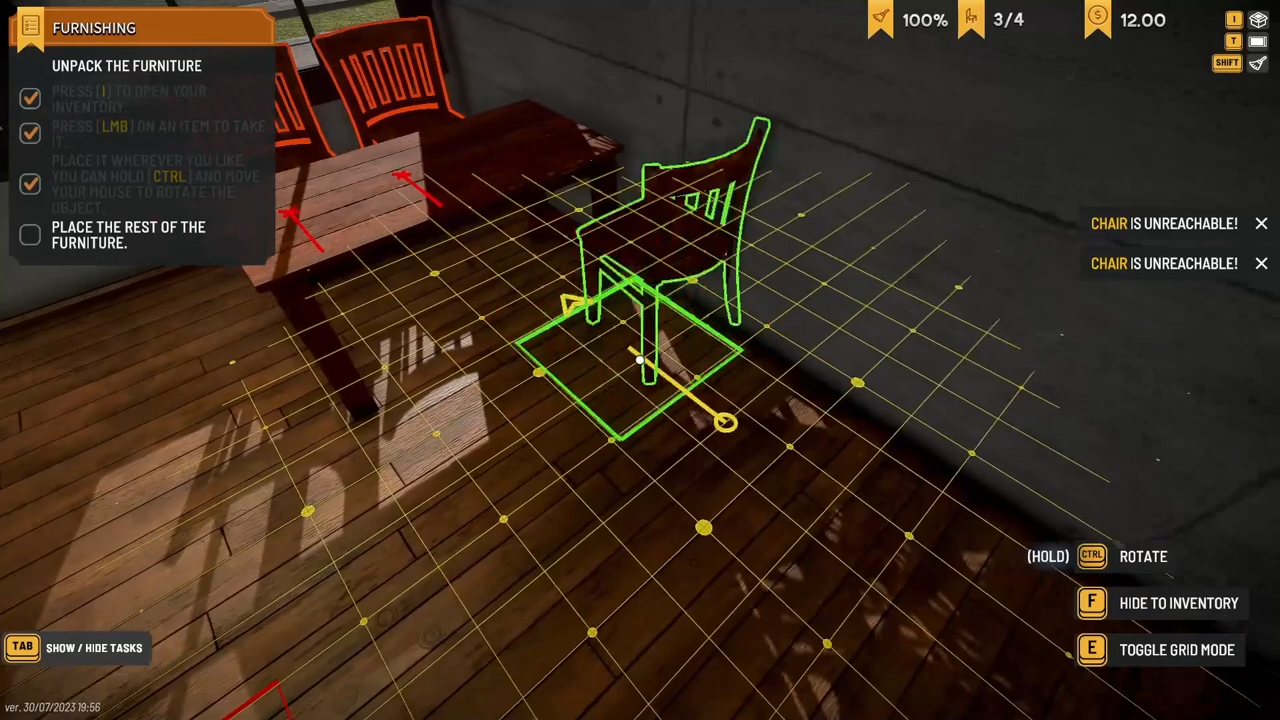 FURNISHING
UNPACK THE FURNITURE
PRESS [I] TO OPEN YOUR
INVENTORY.
PRESS [LMB] ON AN ITEM TO TAKE
IT.
PLACE IT WHEREVER YOU LIKE.
YOU CAN HOLD [CTRL] AND MOVE
YOUR MOUSE TO ROTATE THE
OBJECT.
PLACE THE REST OF THE
FURNITURE.
100%
3/4
12.00
I
T
SHIFT
CHAIR IS UNREACHABLE!
CHAIR IS UNREACHABLE!
(HOLD) CTRL ROTATE
F HIDE TO INVENTORY
E TOGGLE GRID MODE
TAB SHOW / HIDE TASKS
ver. 30/07/2023 19:56